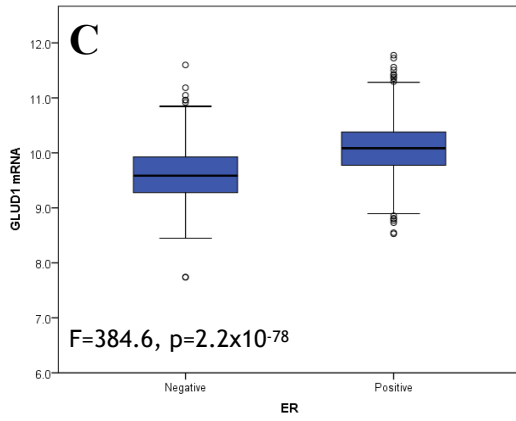 C
12.0
11.0
10.0
9.0
8.0
7.0
6.0
GLUD1 mRNA
F=384.6, p=2.2x10-78
Negative Positive
ER